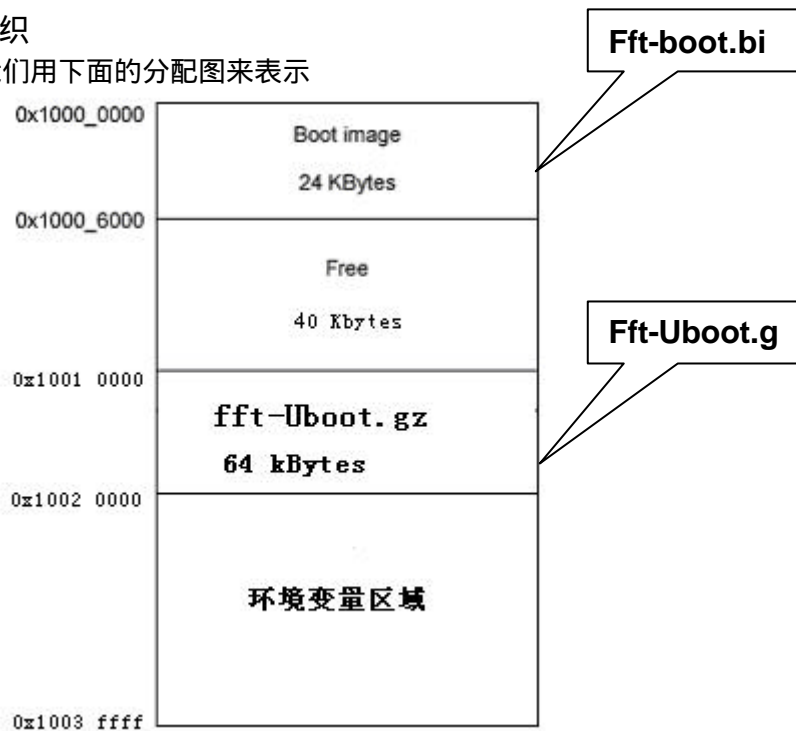 织
们用下面的分配图来表示
Fft-boot.bi
0x1000_0000
Boot image
24 KBytes
0x1000_6000
Free
40 Kbytes
Fft-Uboot.g
0x1001 0000
fft-Uboot.gz
64 kBytes
0x1002 0000
环境变量区域
0x1003 ffff